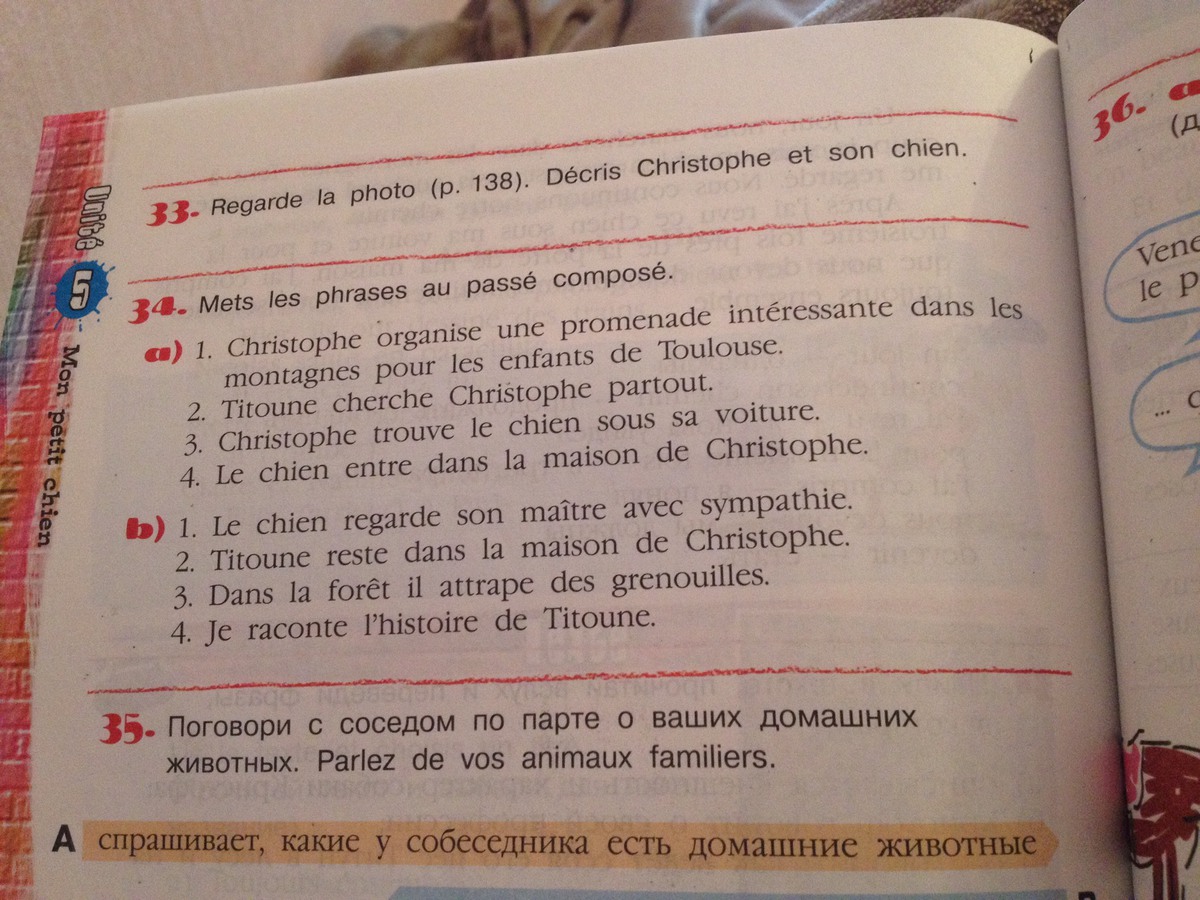 33. Regarde la photo (p. 138). Décris Christophe et son chien.
34. Mets les phrases au passé composé.
a) 1. Christophe organise une promenade intéressante dans les
montagnes pour les enfants de Toulouse.
2. Titoune cherche Christophe partout.
3. Christophe trouve le chien sous sa voiture.
4. Le chien entre dans la maison de Christophe.
b) 1. Le chien regarde son maître avec sympathie.
2. Titoune reste dans la maison de Christophe.
3. Dans la forêt il attrape des grenouilles.
4. Je raconte l'histoire de Titoune.
35. Поговори с соседом по парте о ваших домашних
животных. Parlez de vos animaux familiers.
А спрашивает, какие у собеседника есть домашние животные
Unité 5 Mon petit chien
36.
le
...